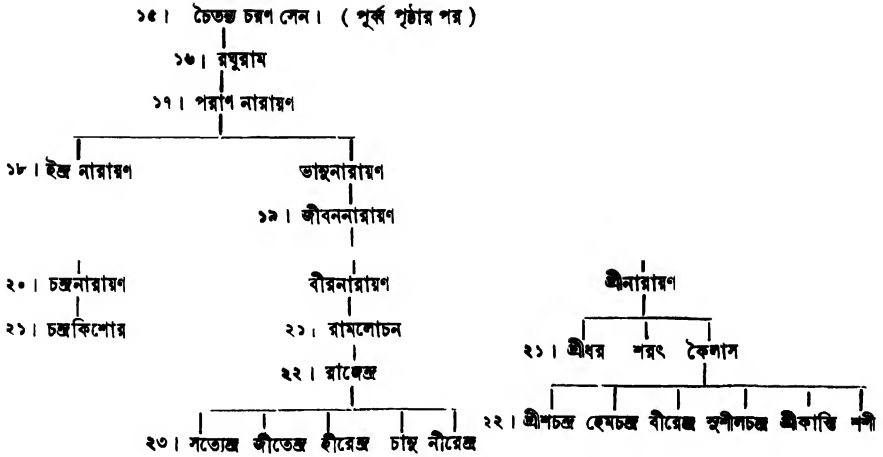 ১৫। চৈতন্য চরণ সেন। ( পূর্ব্ব পৃষ্ঠার পর )
১৬। রঘুরাম
১৭। পরাণ নারায়ণ
১৮। ইন্দ্র নারায়ণ ভানুনারায়ণ
১৯। জীবননারায়ণ
২০। চন্দ্রনারায়ণ বীরনারায়ণ শ্রীনারায়ণ
২১। চন্দ্রকিশোর ২১। রামলোচন ২১। শ্রীধর শরৎ কৈলাস
২২। রাজেন্দ্র
২২। শ্রীশচন্দ্র হেমচন্দ্র বীরেন্দ্র সুশীলচন্দ্র শ্রীকান্তি শশী
২৩। সত্যেন্দ্র জীতেন্দ্র হীরেন্দ্র চানু নীরেন্দ্র